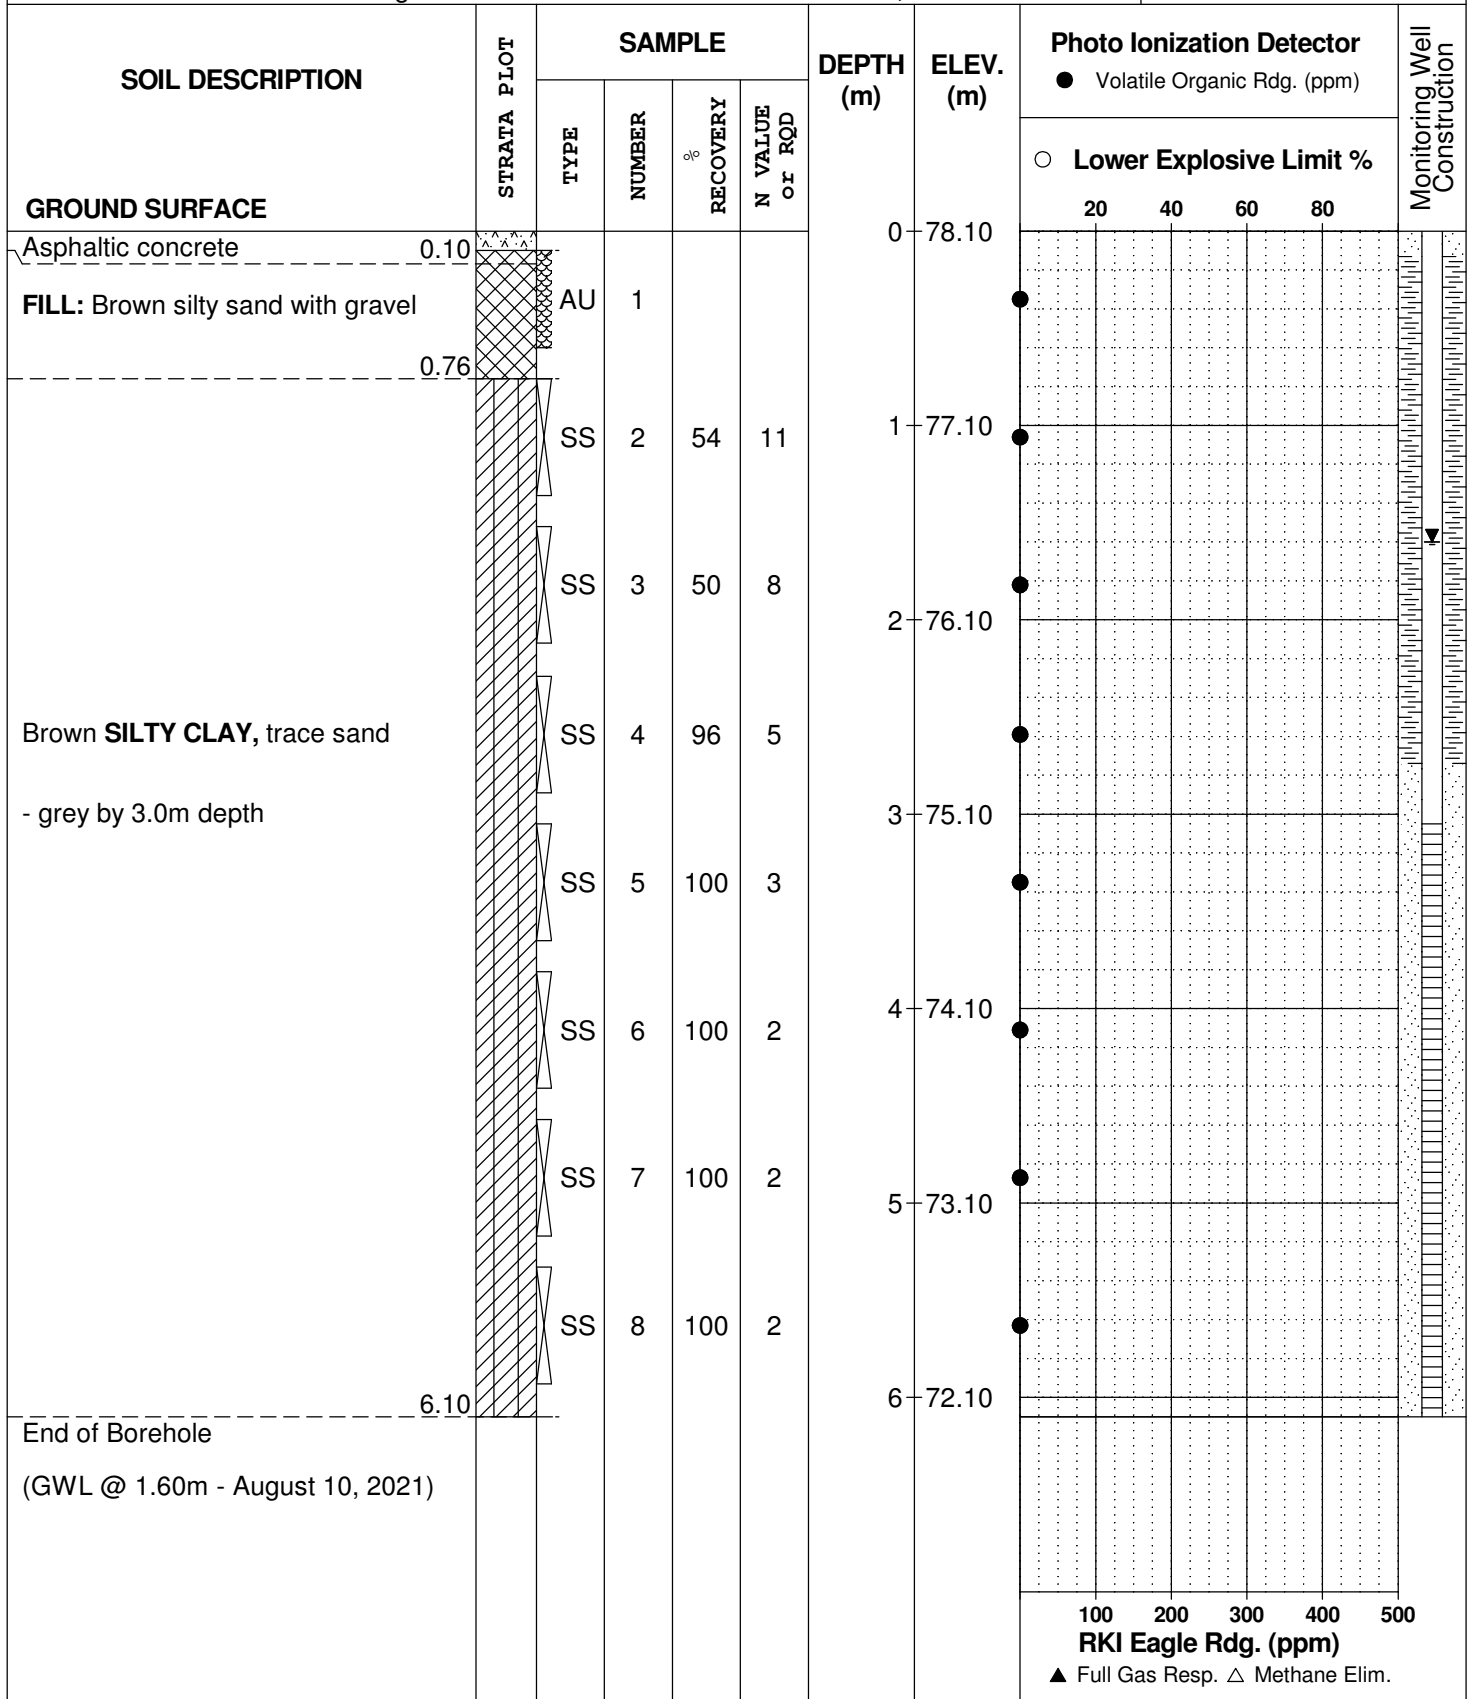 SOIL DESCRIPTION
GROUND SURFACE
STRATA PLOT
SAMPLE
TYPE
NUMBER
% RECOVERY
N VALUE or RQD
DEPTH (m)
ELEV. (m)
Photo Ionization Detector
● Volatile Organic Rdg. (ppm)
○ Lower Explosive Limit %
20 40 60 80
Monitoring Well Construction
0 78.10
Asphaltic concrete 0.10
FILL: Brown silty sand with gravel
AU 1
0.76
1 77.10
SS 2 54 11
SS 3 50 8
2 76.10
Brown SILTY CLAY, trace sand
SS 4 96 5
- grey by 3.0m depth
3 75.10
SS 5 100 3
4 74.10
SS 6 100 2
SS 7 100 2
5 73.10
SS 8 100 2
6 72.10
6.10
End of Borehole
(GWL @ 1.60m - August 10, 2021)
100 200 300 400 500
RKI Eagle Rdg. (ppm)
▲ Full Gas Resp. △ Methane Elim.